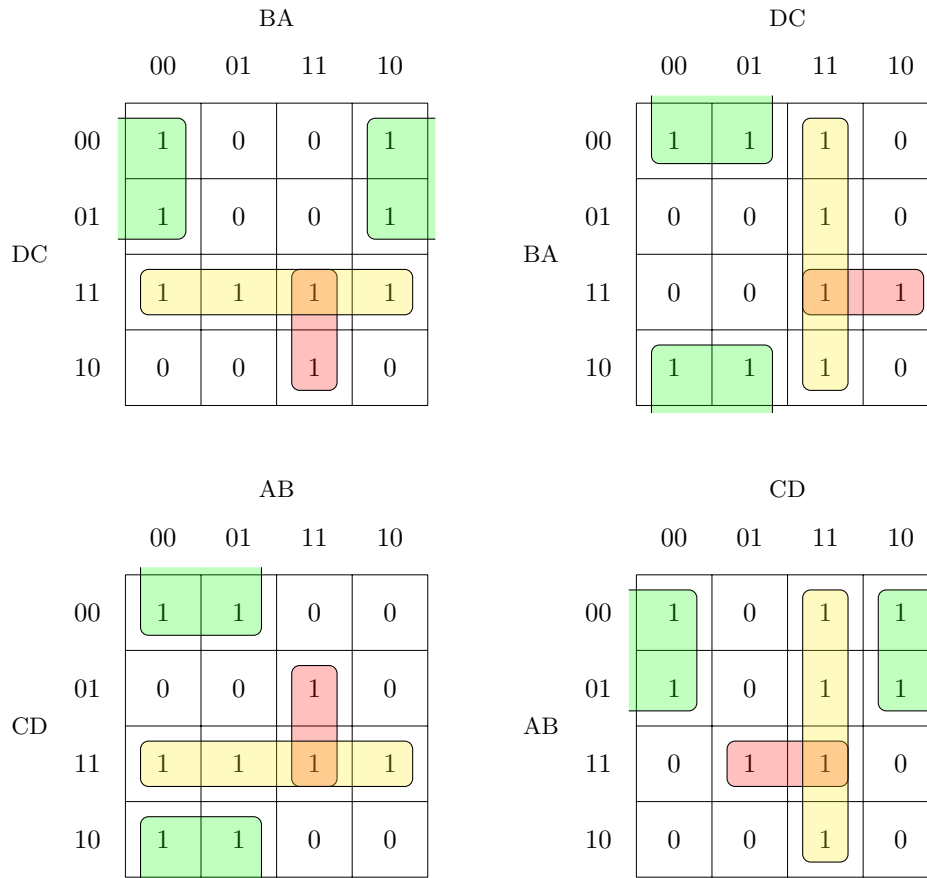 BA
00 01 11 10
00 1 0 0 1
01 1 0 0 1
DC
11 1 1 1 1
10 0 0 1 0
DC
00 01 11 10
00 1 1 1 0
01 0 0 1 0
BA
11 0 0 1 1
10 1 1 1 0
AB
00 01 11 10
00 1 1 0 0
01 0 0 1 0
CD
11 1 1 1 1
10 1 1 0 0
CD
00 01 11 10
00 1 0 1 1
01 1 0 1 1
AB
11 0 1 1 0
10 0 0 1 0